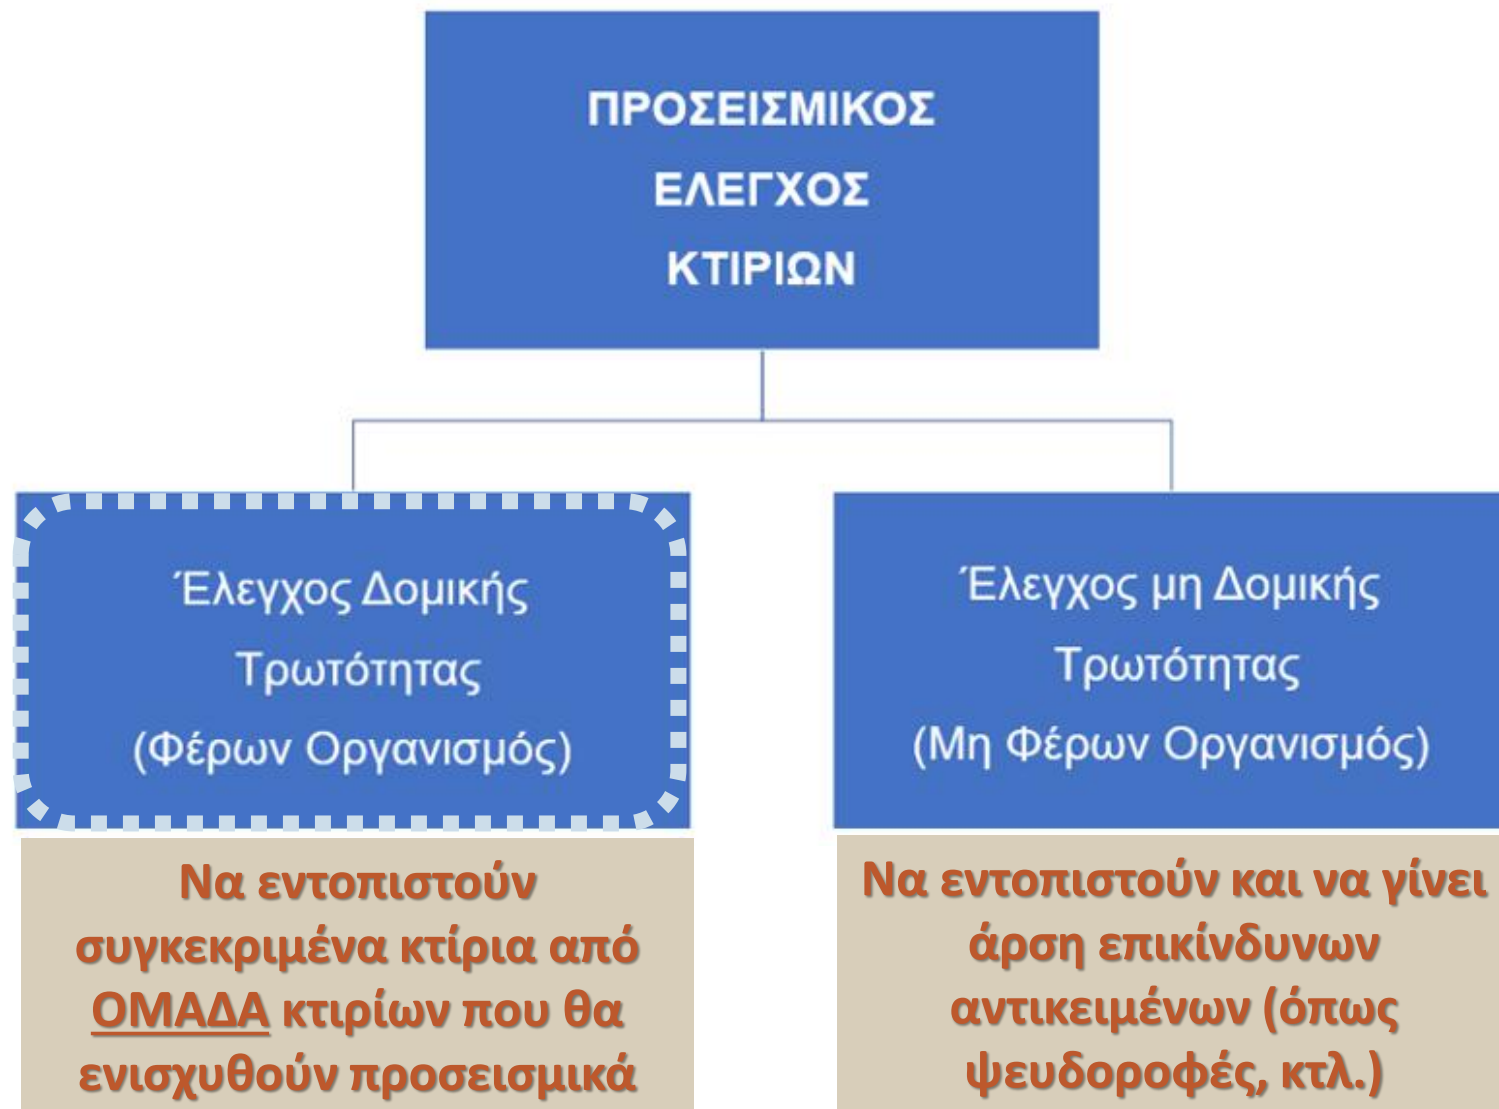 ΠΡΟΣΕΙΣΜΙΚΟΣ
ΕΛΕΓΧΟΣ
ΚΤΙΡΙΩΝ
Έλεγχος Δομικής
Τρωτότητας
(Φέρων Οργανισμός)
Να εντοπιστούν
συγκεκριμένα κτίρια από
ΟΜΑΔΑ κτιρίων που θα
ενισχυθούν προσεισμικά
Έλεγχος μη Δομικής
Τρωτότητας
(Μη Φέρων Οργανισμός)
Να εντοπιστούν και να γίνει
άρση επικίνδυνων
αντικειμένων (όπως
ψευδοροφές, κτλ.)